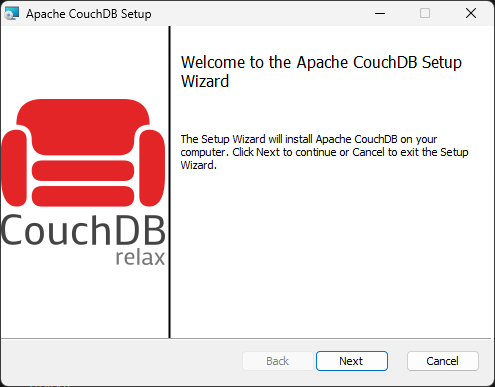 Apache CouchDB Setup
Welcome to the Apache CouchDB Setup
Wizard
The Setup Wizard will install Apache CouchDB on your
computer. Click Next to continue or Cancel to exit the Setup
Wizard.
CouchDB
relax
Back
Next
Cancel